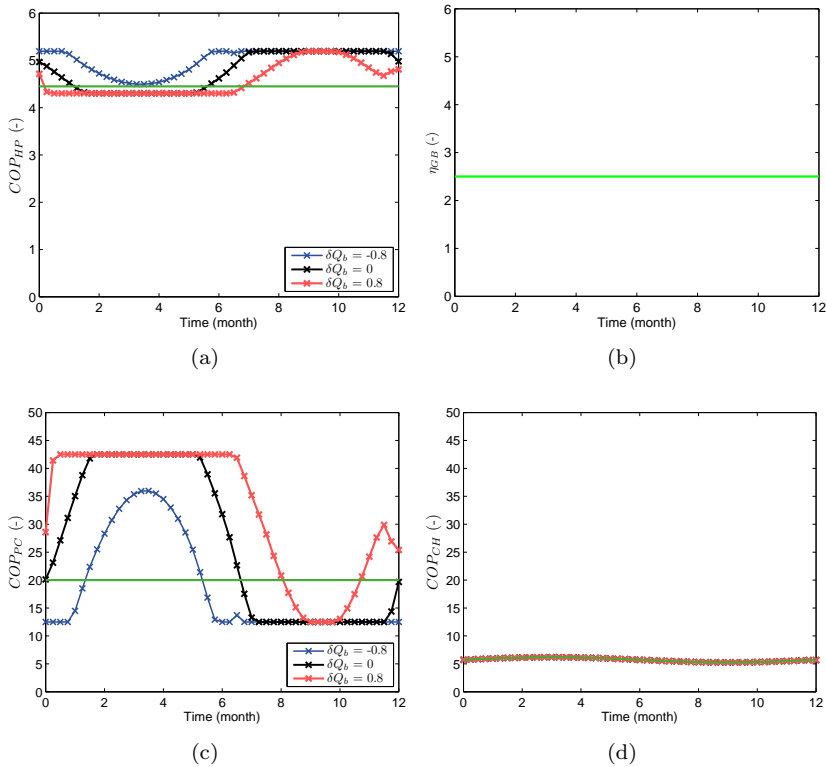 6
5
4
3
2
1
0
COP_HP (-)
0 2 4 6 8 10 12
Time (month)
δQ_b = -0.8
δQ_b = 0
δQ_b = 0.8
(a)
6
5
4
3
2
1
0
η_GB (-)
0 2 4 6 8 10 12
Time (month)
(b)
50
45
40
35
30
25
20
15
10
5
0
COP_PC (-)
0 2 4 6 8 10 12
Time (month)
δQ_b = -0.8
δQ_b = 0
δQ_b = 0.8
(c)
50
45
40
35
30
25
20
15
10
5
0
COP_CH (-)
0 2 4 6 8 10 12
Time (month)
(d)